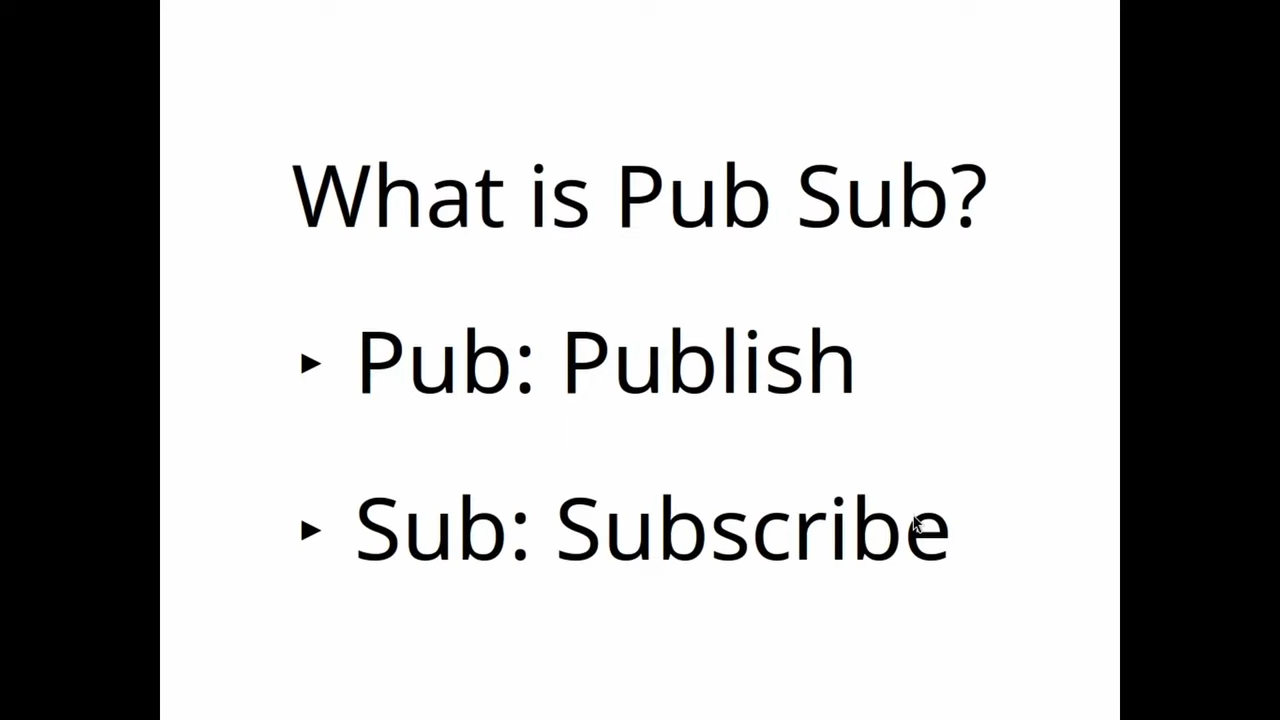 What is Pub Sub?
‣ Pub: Publish
‣ Sub: Subscribe